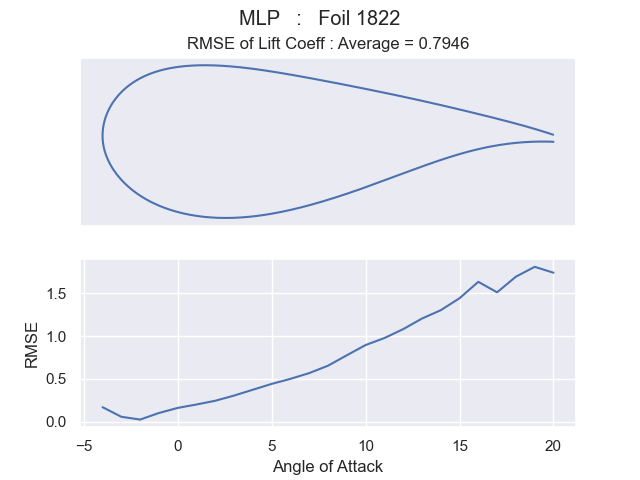 MLP : Foil 1822
RMSE of Lift Coeff : Average = 0.7946
1.5
1.0
0.5
0.0
RMSE
−5 0 5 10 15 20
Angle of Attack